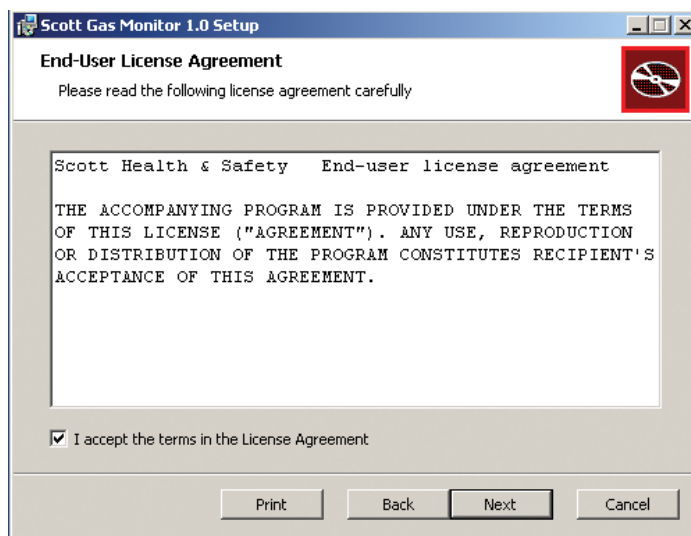 Scott Gas Monitor 1.0 Setup
End-User License Agreement
Please read the following license agreement carefully
Scott Health & Safety   End-user license agreement
THE ACCOMPANYING PROGRAM IS PROVIDED UNDER THE TERMS
OF THIS LICENSE ("AGREEMENT"). ANY USE, REPRODUCTION
OR DISTRIBUTION OF THE PROGRAM CONSTITUTES RECIPIENT'S
ACCEPTANCE OF THIS AGREEMENT.
I accept the terms in the License Agreement
Print Back Next Cancel